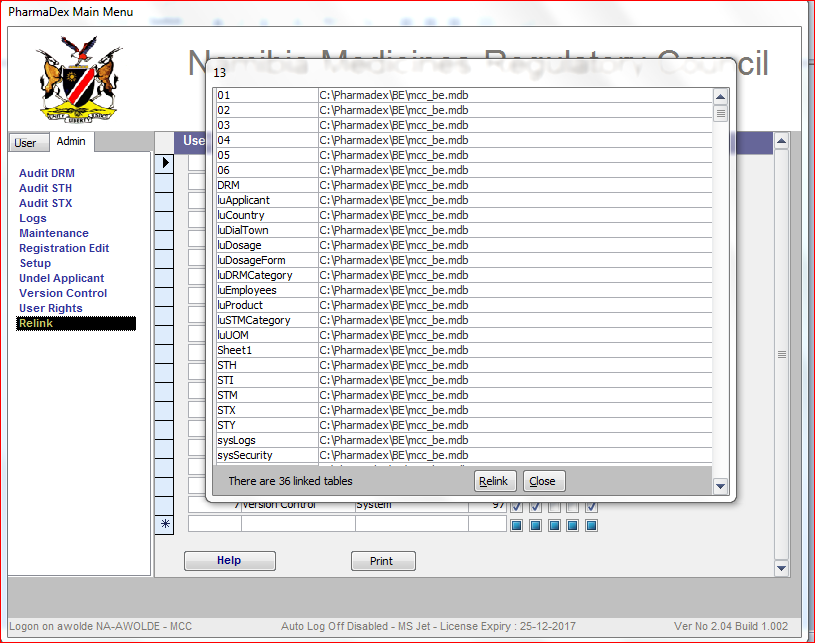 PharmaDex Main Menu
Namibia Medicines Regulatory Council
User
Admin
Use
Audit DRM
Audit STH
Audit STX
Logs
Maintenance
Registration Edit
Setup
Undel Applicant
Version Control
User Rights
Relink
13
01 C:\Pharmadex\BE\mcc_be.mdb
02 C:\Pharmadex\BE\mcc_be.mdb
03 C:\Pharmadex\BE\mcc_be.mdb
04 C:\Pharmadex\BE\mcc_be.mdb
05 C:\Pharmadex\BE\mcc_be.mdb
06 C:\Pharmadex\BE\mcc_be.mdb
DRM C:\Pharmadex\BE\mcc_be.mdb
luApplicant C:\Pharmadex\BE\mcc_be.mdb
luCountry C:\Pharmadex\BE\mcc_be.mdb
luDialTown C:\Pharmadex\BE\mcc_be.mdb
luDosage C:\Pharmadex\BE\mcc_be.mdb
luDosageForm C:\Pharmadex\BE\mcc_be.mdb
luDRMCategory C:\Pharmadex\BE\mcc_be.mdb
luEmployees C:\Pharmadex\BE\mcc_be.mdb
luProduct C:\Pharmadex\BE\mcc_be.mdb
luSTMCategory C:\Pharmadex\BE\mcc_be.mdb
luUOM C:\Pharmadex\BE\mcc_be.mdb
Sheet1 C:\Pharmadex\BE\mcc_be.mdb
STH C:\Pharmadex\BE\mcc_be.mdb
STI C:\Pharmadex\BE\mcc_be.mdb
STM C:\Pharmadex\BE\mcc_be.mdb
STX C:\Pharmadex\BE\mcc_be.mdb
STY C:\Pharmadex\BE\mcc_be.mdb
sysLogs C:\Pharmadex\BE\mcc_be.mdb
sysSecurity C:\Pharmadex\BE\mcc_be.mdb
There are 36 linked tables
Relink
Close
7 Version Control System 97
Help
Print
Logon on awolde NA-AWOLDE - MCC
Auto Log Off Disabled - MS Jet - License Expiry : 25-12-2017
Ver No 2.04 Build 1.002